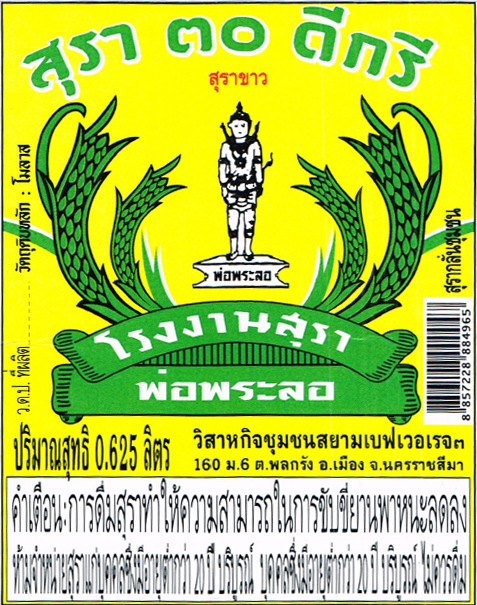 สุรา ๓๐ ดีกรี
สุราขาว
พ่อพระลอ
โรงงานสุรา
พ่อพระลอ
ว.ด.ป. ที่ผลิต.............. วัตถุดิบหลัก : โมลาส
สุรากลั่นชุมชน
8 857228 884965
ปริมาณสุทธิ 0.625 ลิตร
วิสาหกิจชุมชนสยามเบฟเวอเรจฯ
160 ม.6 ต.พลกรัง อ.เมือง จ.นครราชสีมา
คำเตือน:การดื่มสุราทำให้ความสามารถในการขับขี่ยานพาหนะลดลง
ห้ามจำหน่ายสุราแก่บุคคลซึ่งมีอายุต่ำกว่า 20 ปี บริบูรณ์ บุคคลซึ่งมีอายุต่ำกว่า 20 ปี บริบูรณ์ ไม่ควรดื่ม